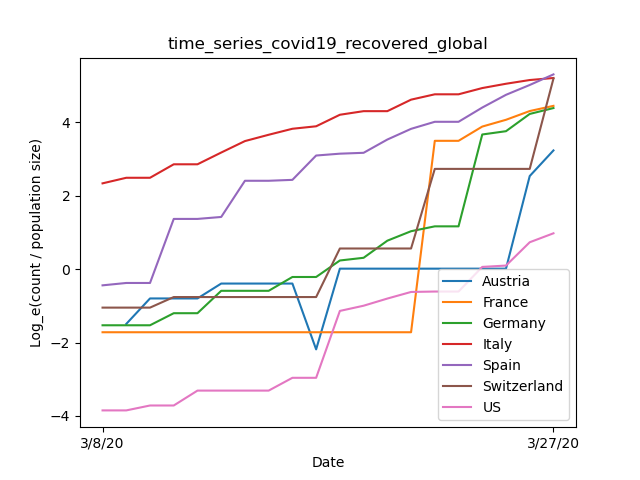 time_series_covid19_recovered_global
Log_e(count / population size)
4
2
0
−2
−4
3/8/20
3/27/20
Date
Austria
France
Germany
Italy
Spain
Switzerland
US